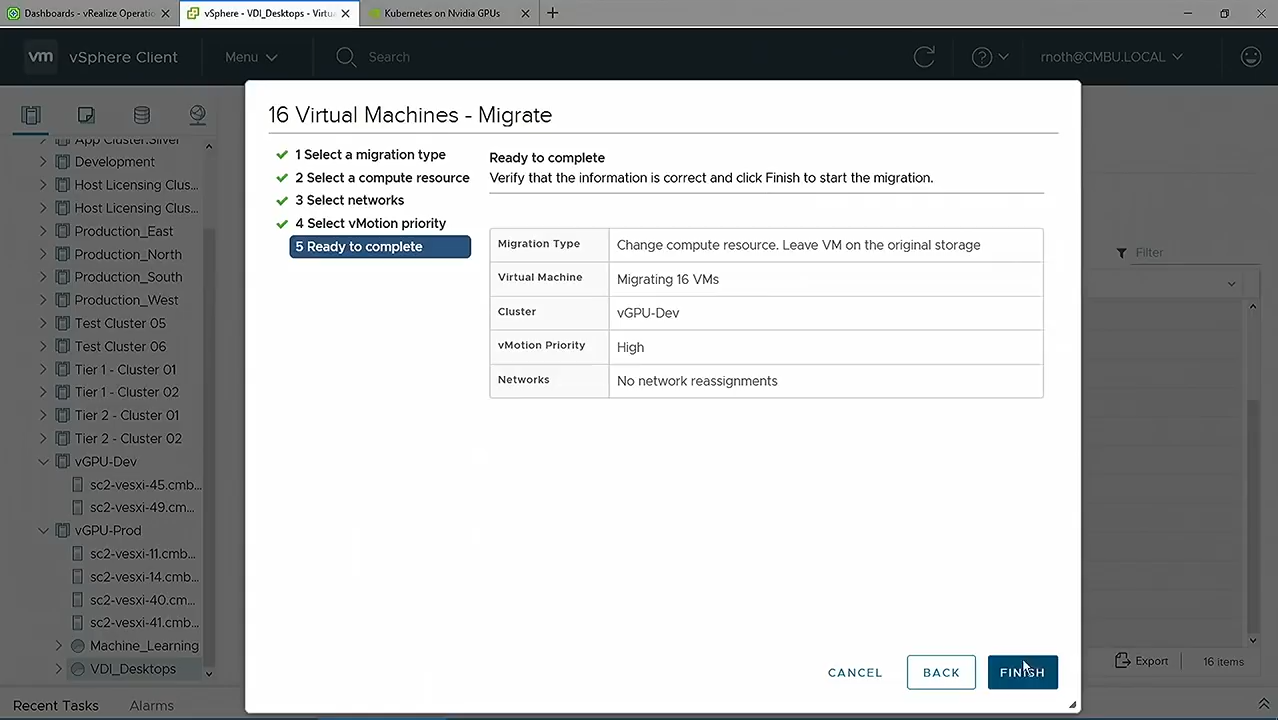 Dashboards - vRealize Operatio
vSphere - VDI_Desktops - Virtua
Kubernetes on Nvidia GPUs
vm
vSphere Client
Menu
Search
rnoth@CMBU.LOCAL
App Cluster.Silver
Development
Host Licensing Clus...
Host Licensing Clus...
Production_East
Production_North
Production_South
Production_West
Test Cluster 05
Test Cluster 06
Tier 1 - Cluster 01
Tier 1 - Cluster 02
Tier 2 - Cluster 01
Tier 2 - Cluster 02
vGPU-Dev
sc2-vesxi-45.cmb...
sc2-vesxi-49.cm...
vGPU-Prod
sc2-vesxi-11.cmb...
sc2-vesxi-14.cmb...
sc2-vesxi-40.cm...
sc2-vesxi-41.cm...
Machine_Learning
VDI_Desktops
16 Virtual Machines - Migrate
1 Select a migration type
2 Select a compute resource
3 Select networks
4 Select vMotion priority
5 Ready to complete
Ready to complete
Verify that the information is correct and click Finish to start the migration.
Migration Type Change compute resource. Leave VM on the original storage
Virtual Machine Migrating 16 VMs
Cluster vGPU-Dev
vMotion Priority High
Networks No network reassignments
CANCEL BACK FINISH
Filter
Export 16 items
Recent Tasks Alarms